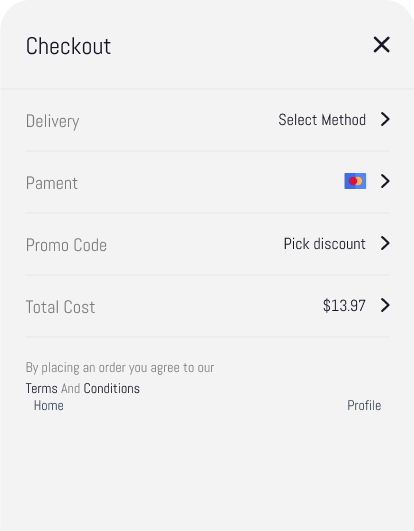 Checkout
Delivery Select Method
Pament
Promo Code Pick discount
Total Cost $13.97
By placing an order you agree to our
Terms And Conditions
Home Profile